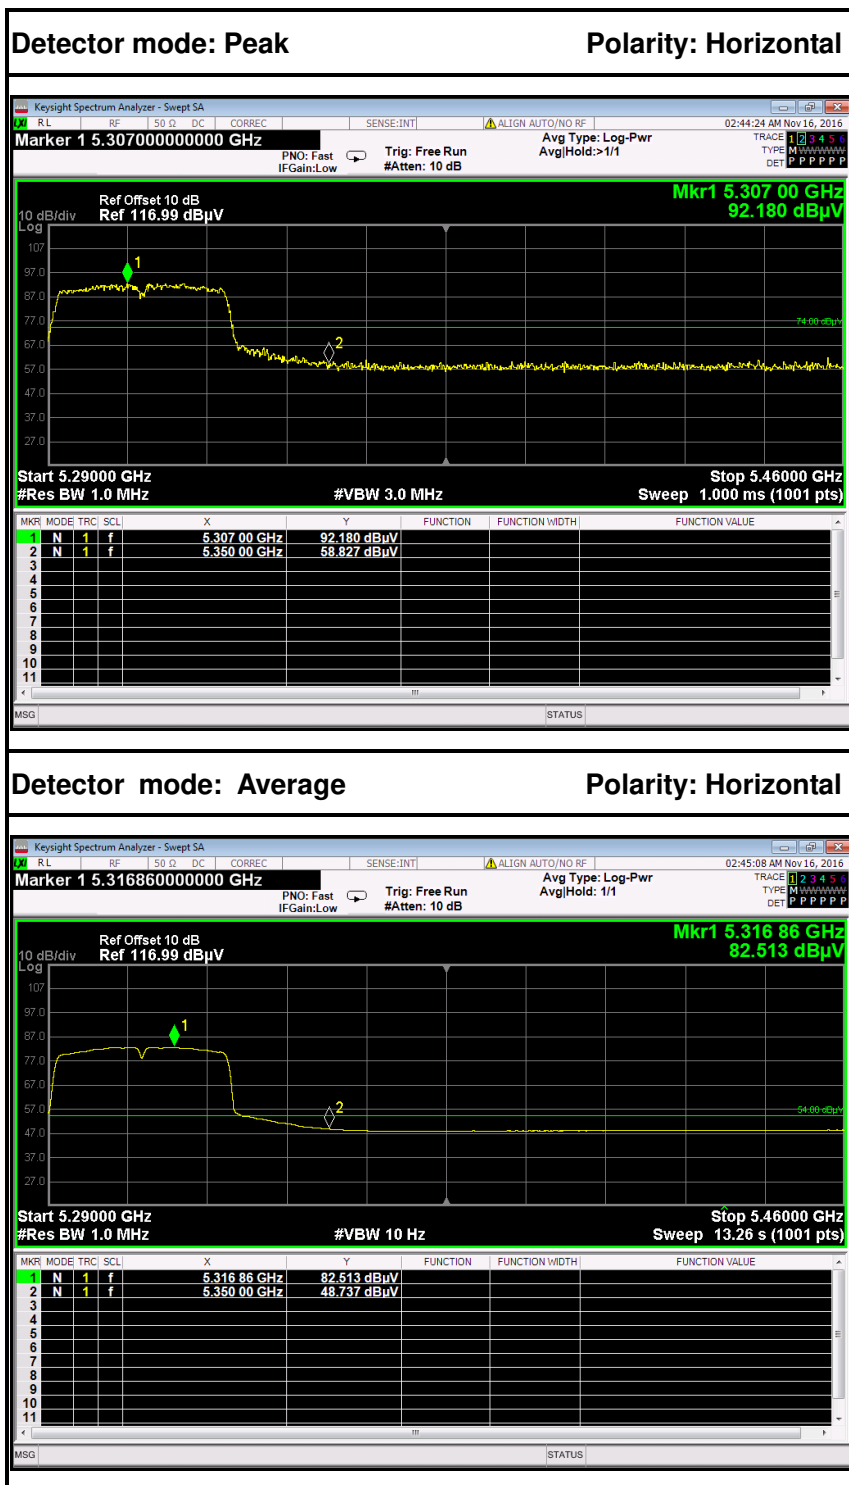 Detector mode: Peak Polarity: Horizontal
Keysight Spectrum Analyzer - Swept SA
LXI RL RF 50 Ω DC CORREC SENSE:INT ALIGN AUTO/NO RF 02:44:24 AM Nov 16, 2016
Marker 1 5.307000000000 GHz Avg Type: Log-Pwr TRACE 1 2 3 4 5 6
PNO: Fast Trig: Free Run Avg|Hold:>1/1 TYPE M WWWWW
IFGain:Low #Atten: 10 dB DET P P P P P P
Mkr1 5.307 00 GHz
92.180 dBµV
Ref Offset 10 dB
10 dB/div Ref 116.99 dBµV
Log
107
97.0
1
87.0
77.0
74.00 dBµV
67.0
2
57.0
47.0
37.0
27.0
Start 5.29000 GHz Stop 5.46000 GHz
#Res BW 1.0 MHz #VBW 3.0 MHz Sweep 1.000 ms (1001 pts)
MKR MODE TRC SCL X Y FUNCTION FUNCTION WIDTH FUNCTION VALUE
1 N 1 f 5.307 00 GHz 92.180 dBµV
2 N 1 f 5.350 00 GHz 58.827 dBµV
3
4
5
6
7
8
9
10
11
MSG STATUS
Detector mode: Average Polarity: Horizontal
Keysight Spectrum Analyzer - Swept SA
LXI RL RF 50 Ω DC CORREC SENSE:INT ALIGN AUTO/NO RF 02:45:08 AM Nov 16, 2016
Marker 1 5.316860000000 GHz Avg Type: Log-Pwr TRACE 1 2 3 4 5 6
PNO: Fast Trig: Free Run Avg|Hold: 1/1 TYPE M WWWWW
IFGain:Low #Atten: 10 dB DET P P P P P P
Mkr1 5.316 86 GHz
82.513 dBµV
Ref Offset 10 dB
10 dB/div Ref 116.99 dBµV
Log
107
97.0
1
87.0
77.0
67.0
57.0
2
54.00 dBµV
47.0
37.0
27.0
Start 5.29000 GHz Stop 5.46000 GHz
#Res BW 1.0 MHz #VBW 10 Hz Sweep 13.26 s (1001 pts)
MKR MODE TRC SCL X Y FUNCTION FUNCTION WIDTH FUNCTION VALUE
1 N 1 f 5.316 86 GHz 82.513 dBµV
2 N 1 f 5.350 00 GHz 48.737 dBµV
3
4
5
6
7
8
9
10
11
MSG STATUS